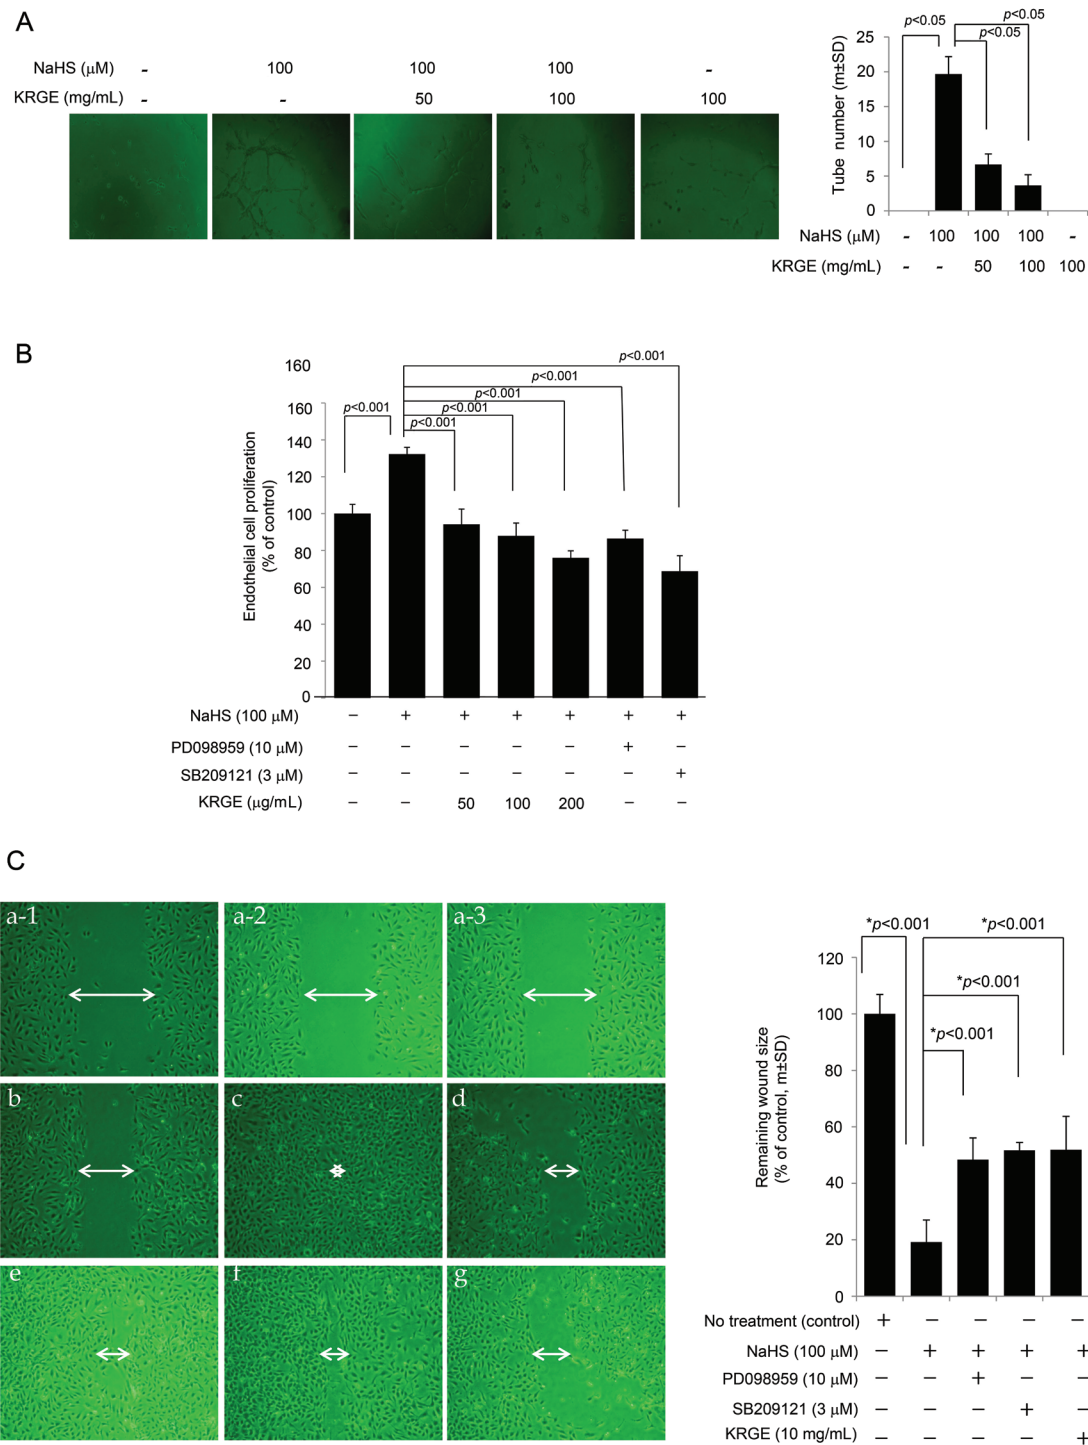 A
NaHS (µM) - 100 100 100 -
KRGE (mg/mL) - - 50 100 100
p<0.05
p<0.05
p<0.05
Tube number (m±SD)
25
20
15
10
5
0
NaHS (µM) - 100 100 100 -
KRGE (mg/mL) - - 50 100 100
B
160
p<0.001
p<0.001
p<0.001
p<0.001
p<0.001
p<0.001
Endothelial cell proliferation
(% of control)
160
140
120
100
80
60
40
20
0
NaHS (100 µM) – + + + + + +
PD098959 (10 µM) – – – – – + –
SB209121 (3 µM) – – – – – – +
KRGE (µg/mL) – – 50 100 200 – –
C
a-1 a-2 a-3
b c d
e f g
*p<0.001 *p<0.001
*p<0.001
*p<0.001
Remaining wound size
(% of control, m±SD)
120
100
80
60
40
20
0
No treatment (control) + – – – –
NaHS (100 µM) – + + + +
PD098959 (10 µM) – – + – –
SB209121 (3 µM) – – – + –
KRGE (10 mg/mL) – – – – +